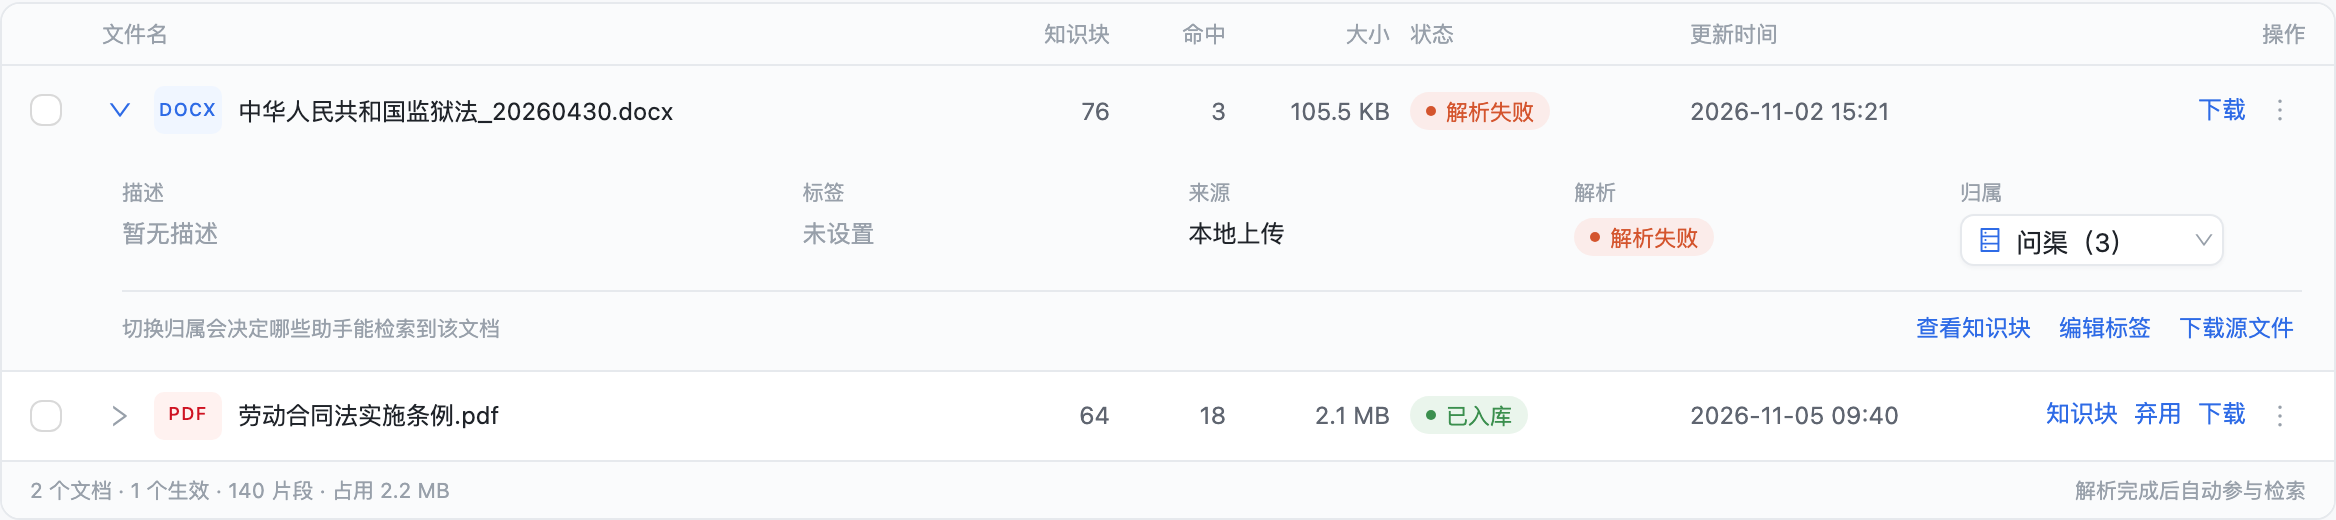 文件名 知识块 命中 大小 状态 更新时间 操作
DOCX 中华人民共和国监狱法_20260430.docx 76 3 105.5 KB 解析失败 2026-11-02 15:21 下载
描述 标签 来源 解析 归属
暂无描述 未设置 本地上传 解析失败 问渠（3）
切换归属会决定哪些助手能检索到该文档 查看知识块 编辑标签 下载源文件
PDF 劳动合同法实施条例.pdf 64 18 2.1 MB 已入库 2026-11-05 09:40 知识块 弃用 下载
2 个文档 · 1 个生效 · 140 片段 · 占用 2.2 MB 解析完成后自动参与检索